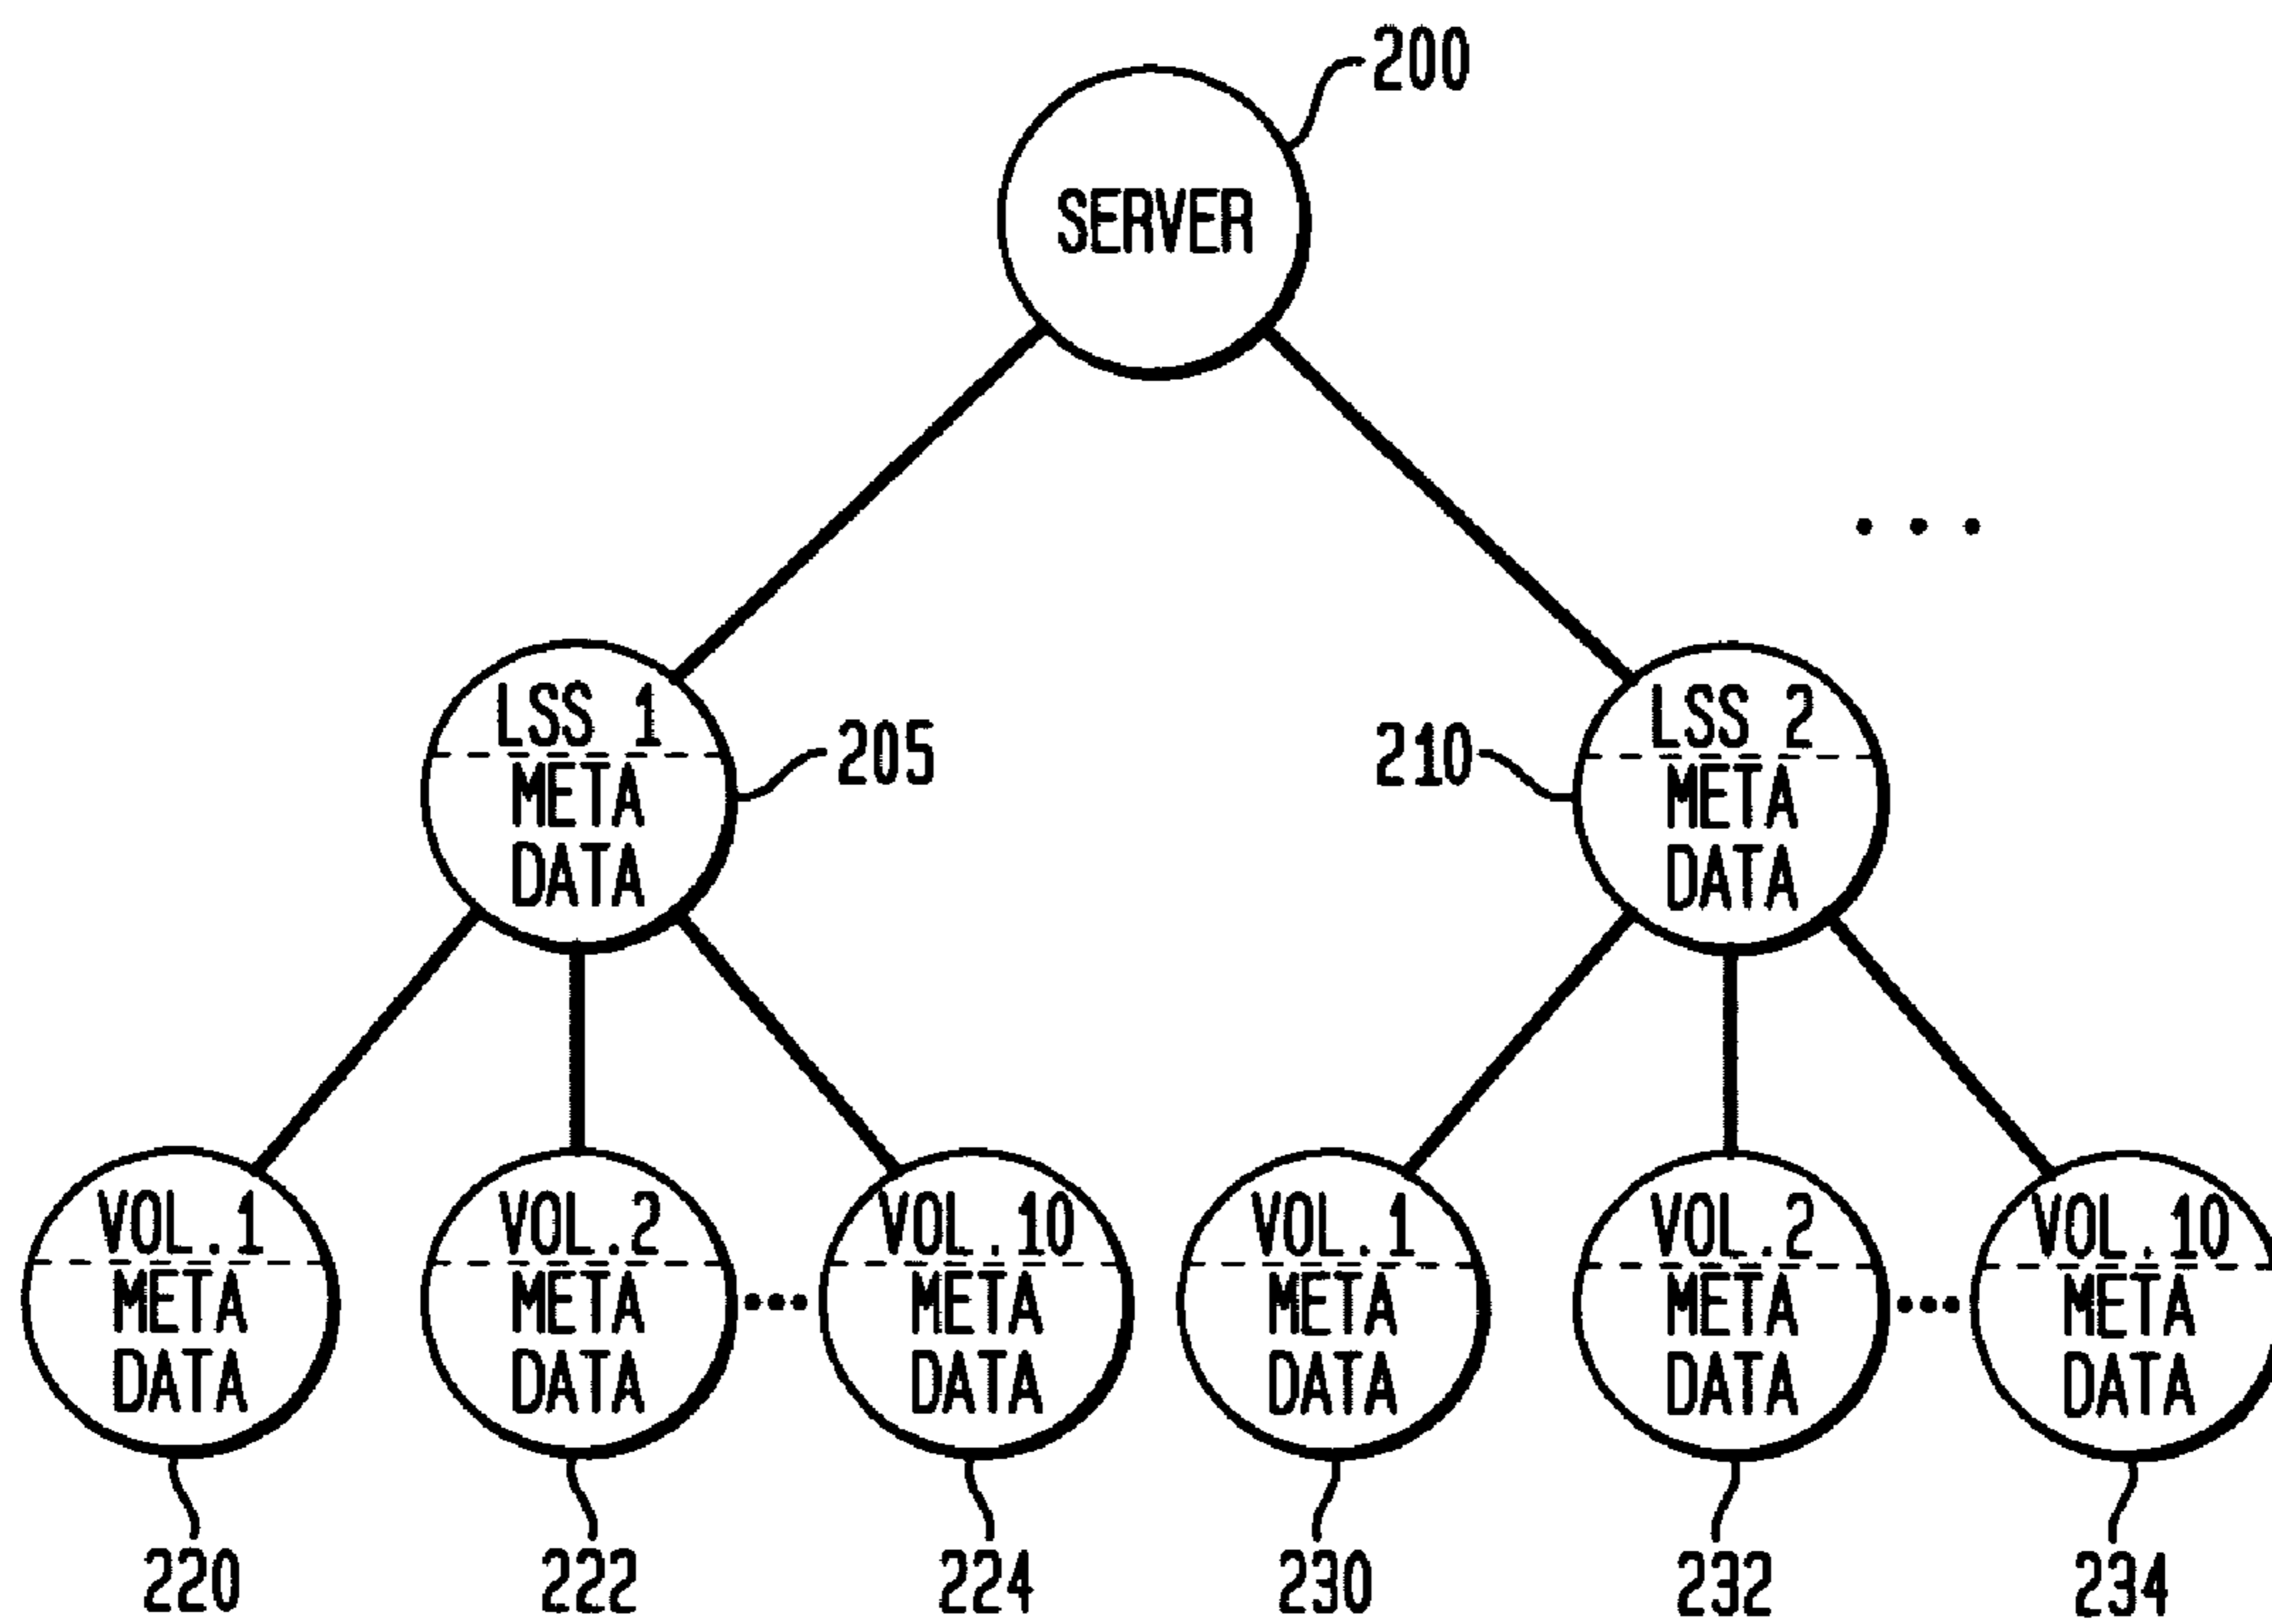 200
SERVER
LSS 1
META
DATA
205
210
LSS 2
META
DATA
VOL.1
META
DATA
VOL.2
META
DATA
VOL.10
META
DATA
VOL.1
META
DATA
VOL.2
META
DATA
VOL.10
META
DATA
220
222
224
230
232
234